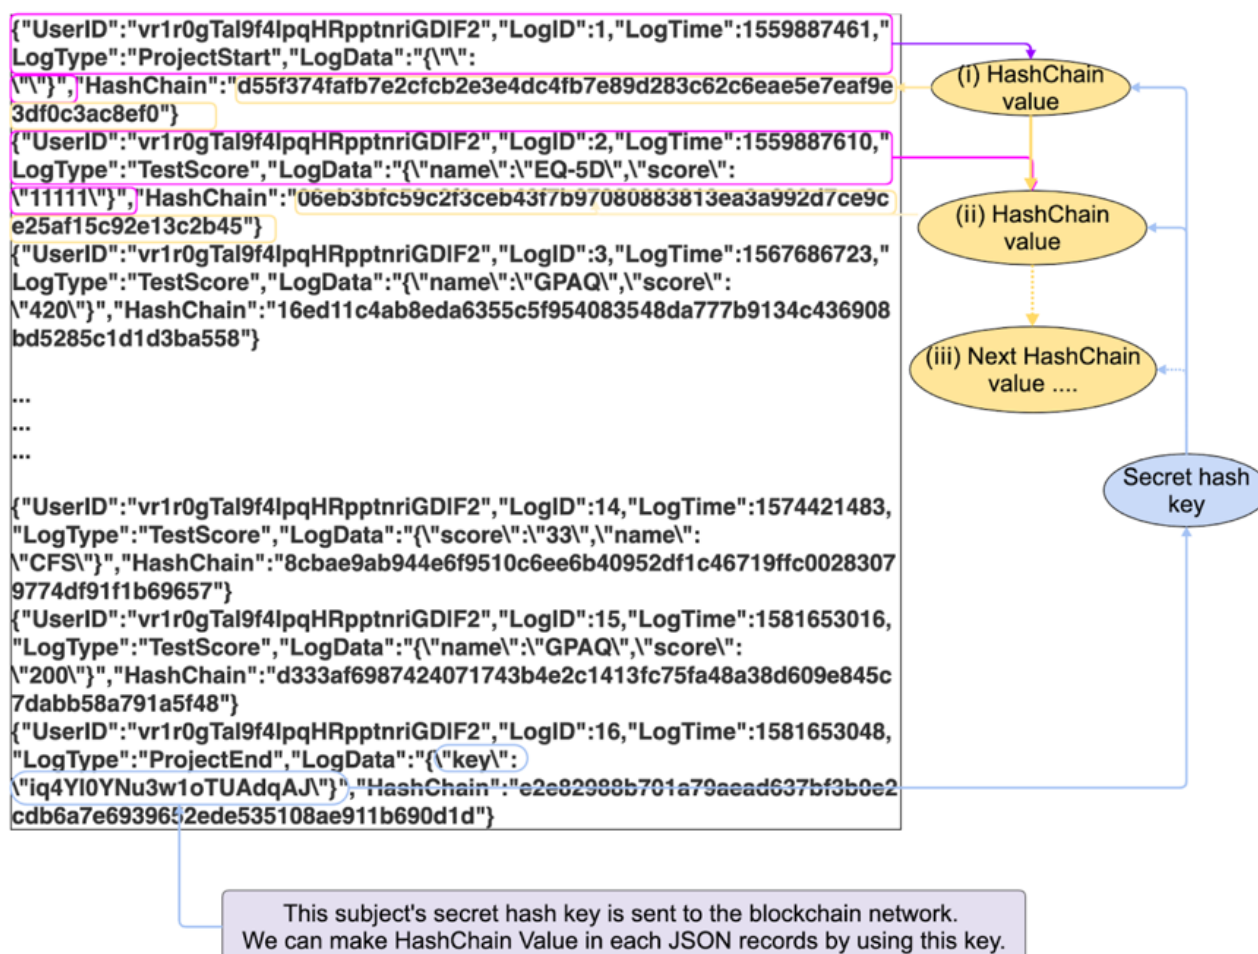 {"UserID":"vr1r0gTal9f4lpqHRpptnriGDIF2","LogID":1,"LogTime":1559887461,"
LogType":"ProjectStart","LogData":"{\"\":
\"\"}","HashChain":"d55f374fafb7e2cfcb2e3e4dc4fb7e89d283c62c6eae5e7eaf9e
3df0c3ac8ef0"}
{"UserID":"vr1r0gTal9f4lpqHRpptnriGDIF2","LogID":2,"LogTime":1559887610,"
LogType":"TestScore","LogData":"{\"name\":\"EQ-5D\",\"score\":
\"11111\"}","HashChain":"06eb3bfc59c2f3ceb43f7b97080883813ea3a992d7ce9c
e25af15c92e13c2b45"}
{"UserID":"vr1r0gTal9f4lpqHRpptnriGDIF2","LogID":3,"LogTime":1567686723,"
LogType":"TestScore","LogData":"{\"name\":\"GPAQ\",\"score\":
\"420\"}","HashChain":"16ed11c4ab8eda6355c5f954083548da777b9134c436908
bd5285c1d1d3ba558"}
...
...
...
{"UserID":"vr1r0gTal9f4lpqHRpptnriGDIF2","LogID":14,"LogTime":1574421483,
"LogType":"TestScore","LogData":"{\"score\":\"33\",\"name\":
\"CFS\"}","HashChain":"8cbae9ab944e6f9510c6ee6b40952df1c46719ffc0028307
9774df91f1b69657"}
{"UserID":"vr1r0gTal9f4lpqHRpptnriGDIF2","LogID":15,"LogTime":1581653016,
"LogType":"TestScore","LogData":"{\"name\":\"GPAQ\",\"score\":
\"200\"}","HashChain":"d333af6987424071743b4e2c1413fc75fa48a38d609e845c
7dabb58a791a5f48"}
{"UserID":"vr1r0gTal9f4lpqHRpptnriGDIF2","LogID":16,"LogTime":1581653048,
"LogType":"ProjectEnd","LogData":"{\"key\":
\"iq4Yl0YNu3w1oTUAdqAJ\"}","HashChain":"e2e82988b701a79aead637bf3b0e2
cdb6a7e6939652ede535108ae911b690d1d"}
(i) HashChain
value
(ii) HashChain
value
(iii) Next HashChain
value ....
Secret hash
key
This subject's secret hash key is sent to the blockchain network.
We can make HashChain Value in each JSON records by using this key.